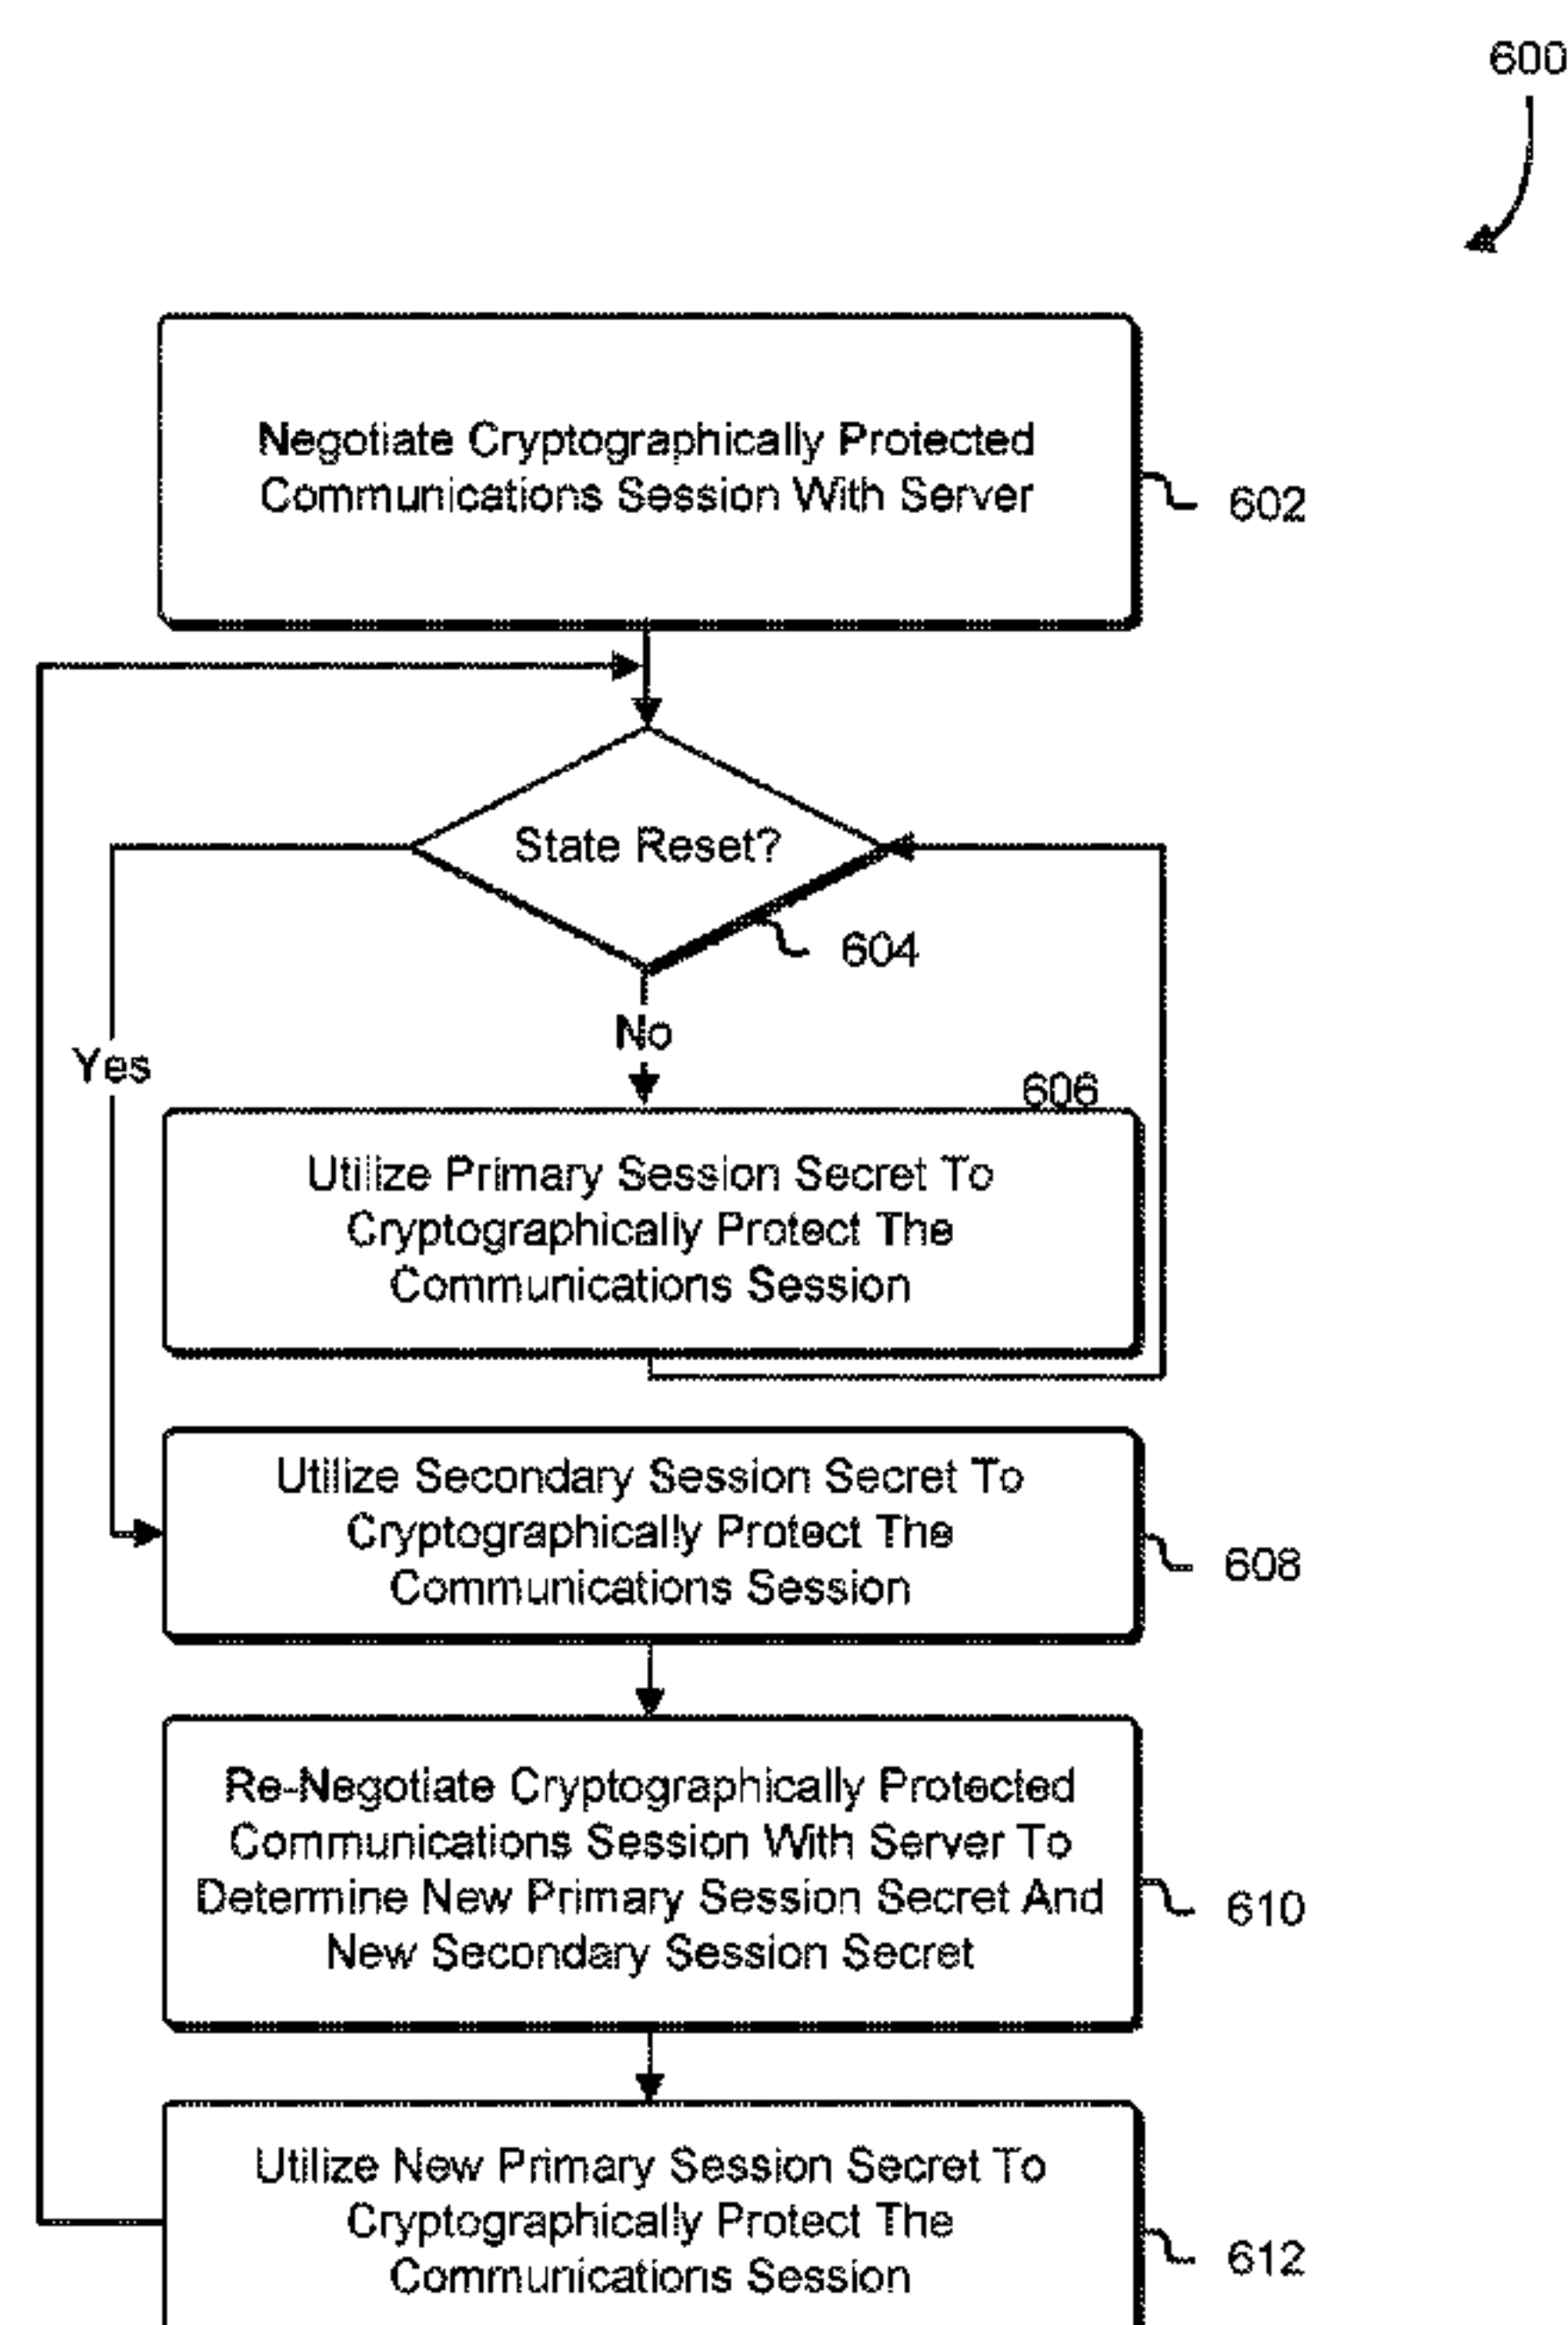 600
Negotiate Cryptographically Protected
Communications Session With Server
602
State Reset?
604
No
Yes
606
Utilize Primary Session Secret To
Cryptographically Protect The
Communications Session
Utilize Secondary Session Secret To
Cryptographically Protect The
Communications Session
608
Re-Negotiate Cryptographically Protected
Communications Session With Server To
Determine New Primary Session Secret And
New Secondary Session Secret
610
Utilize New Primary Session Secret To
Cryptographically Protect The
Communications Session
612